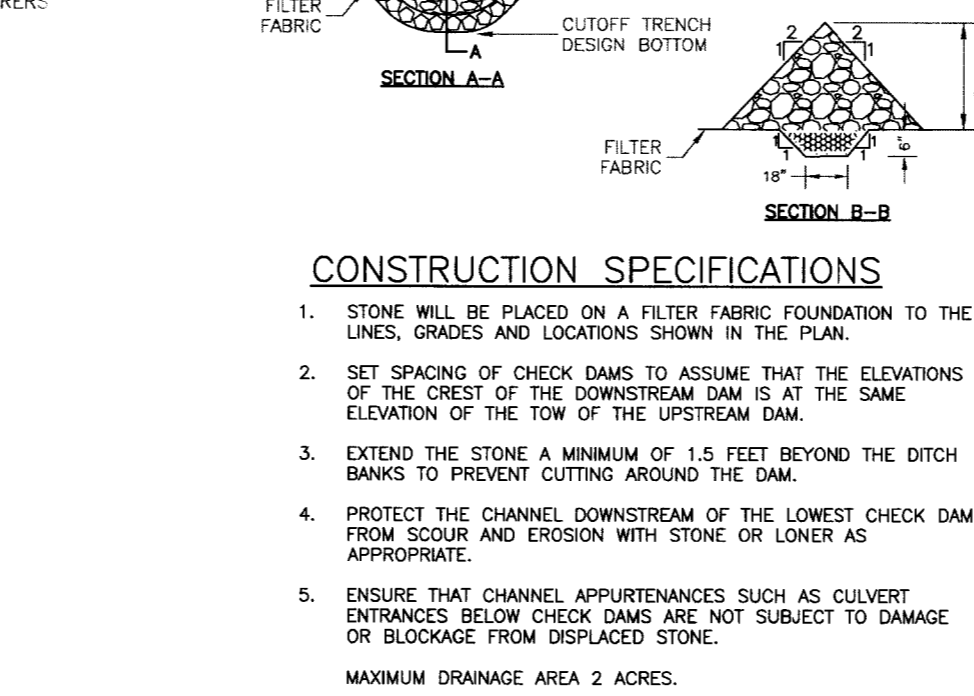 FILTER
FABRIC
CUTOFF TRENCH
DESIGN BOTTOM
A
SECTION A-A
2
2
1
1
FILTER
FABRIC
1
1
1
1
6"
18"
SECTION B-B
CONSTRUCTION SPECIFICATIONS
1. STONE WILL BE PLACED ON A FILTER FABRIC FOUNDATION TO THE
LINES, GRADES AND LOCATIONS SHOWN IN THE PLAN.
2. SET SPACING OF CHECK DAMS TO ASSUME THAT THE ELEVATIONS
OF THE CREST OF THE DOWNSTREAM DAM IS AT THE SAME
ELEVATION OF THE TOW OF THE UPSTREAM DAM.
3. EXTEND THE STONE A MINIMUM OF 1.5 FEET BEYOND THE DITCH
BANKS TO PREVENT CUTTING AROUND THE DAM.
4. PROTECT THE CHANNEL DOWNSTREAM OF THE LOWEST CHECK DAM
FROM SCOUR AND EROSION WITH STONE OR LONER AS
APPROPRIATE.
5. ENSURE THAT CHANNEL APPURTENANCES SUCH AS CULVERT
ENTRANCES BELOW CHECK DAMS ARE NOT SUBJECT TO DAMAGE
OR BLOCKAGE FROM DISPLACED STONE.
MAXIMUM DRAINAGE AREA 2 ACRES.